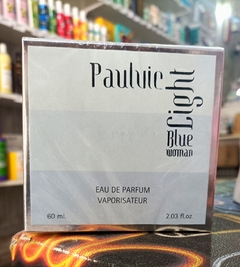 Paulvic
Light
Blue
woman
EAU DE PARFUM
VAPORISATEUR
60 ml.
2.03 fl.oz.